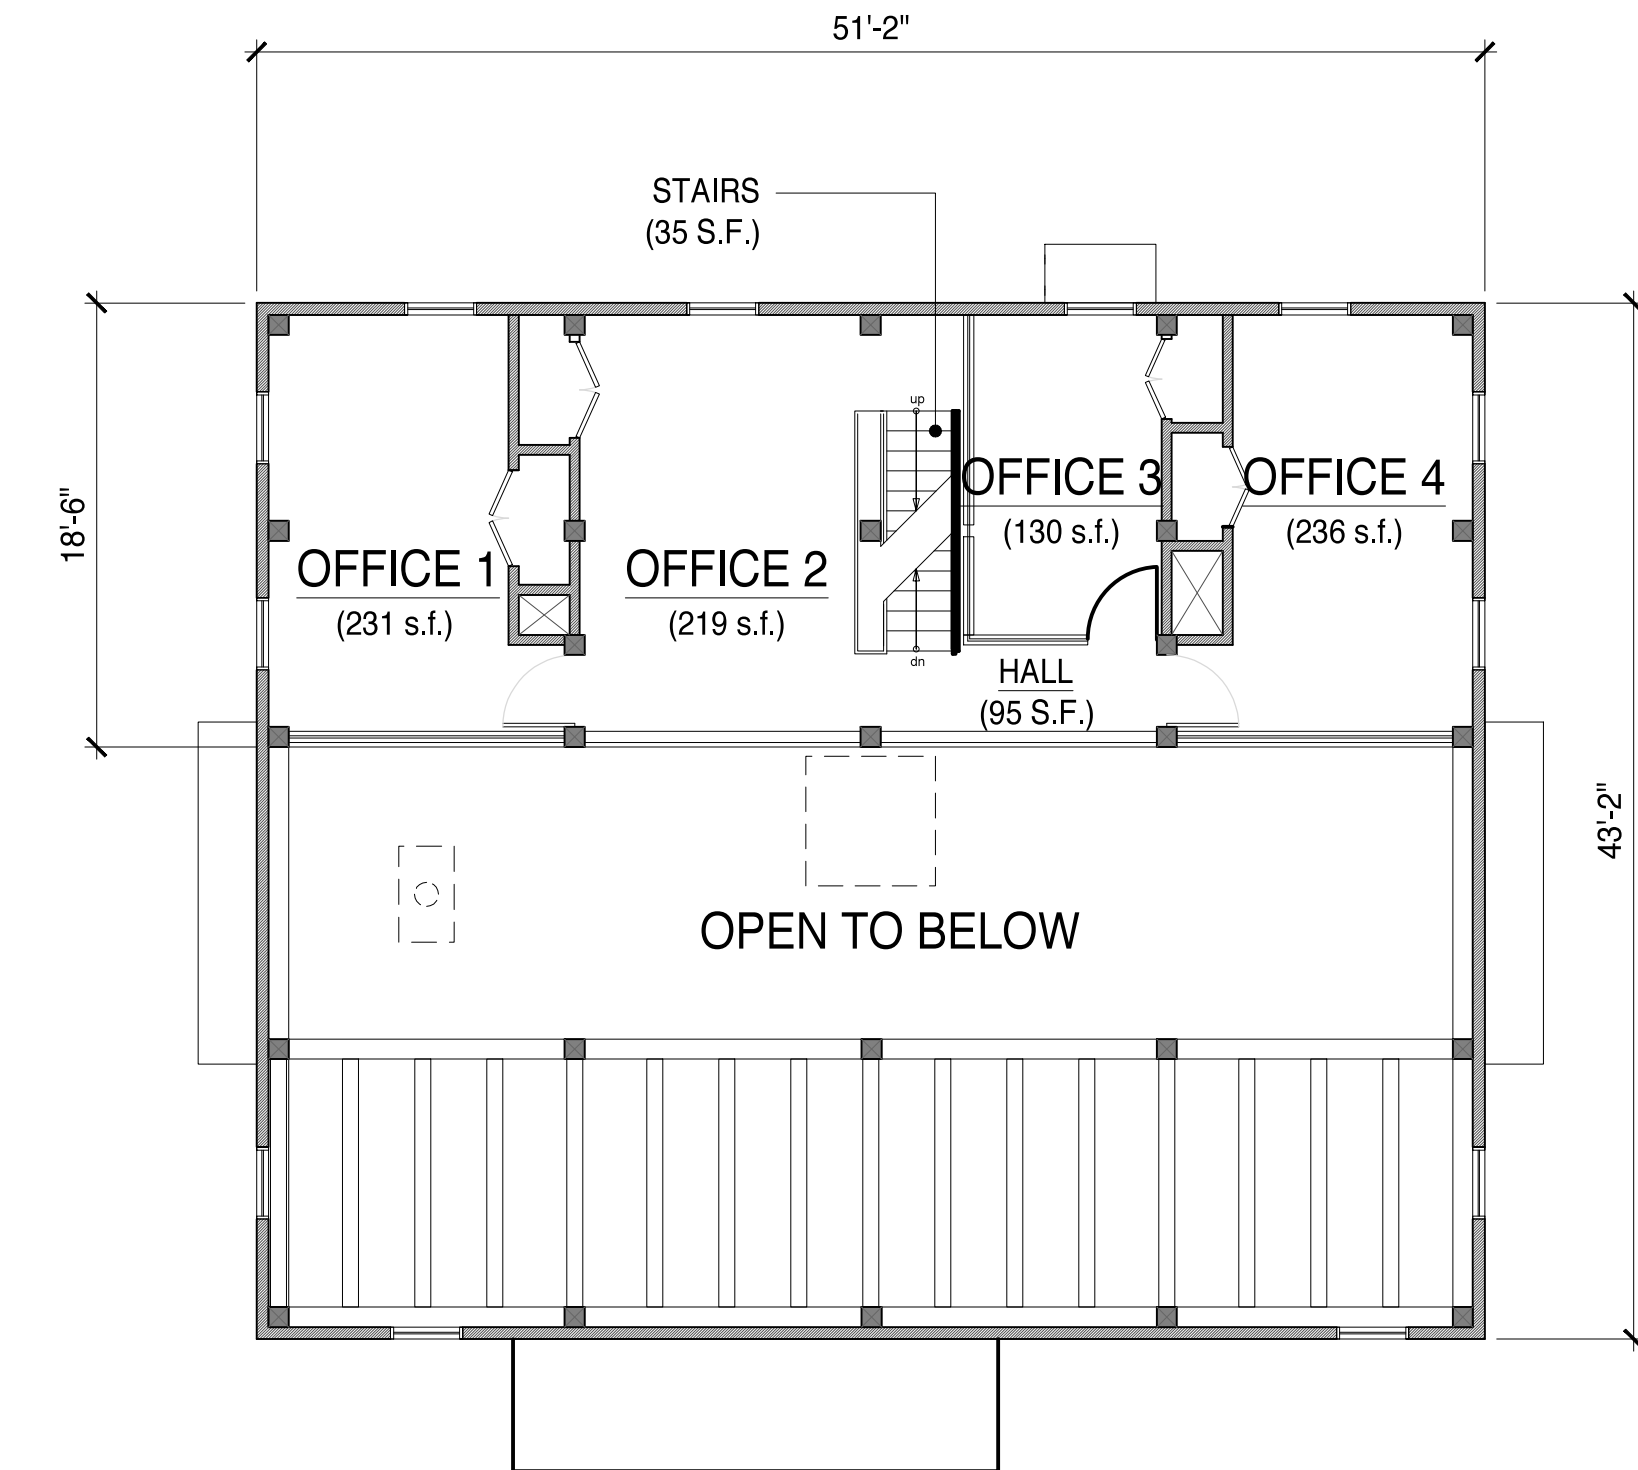 51'-2"
STAIRS
(35 S.F.)
up
OFFICE 3
(130 s.f.)
OFFICE 4
(236 s.f.)
18'-6"
OFFICE 1
(231 s.f.)
OFFICE 2
(219 s.f.)
dn
HALL
(95 S.F.)
43'-2"
OPEN TO BELOW